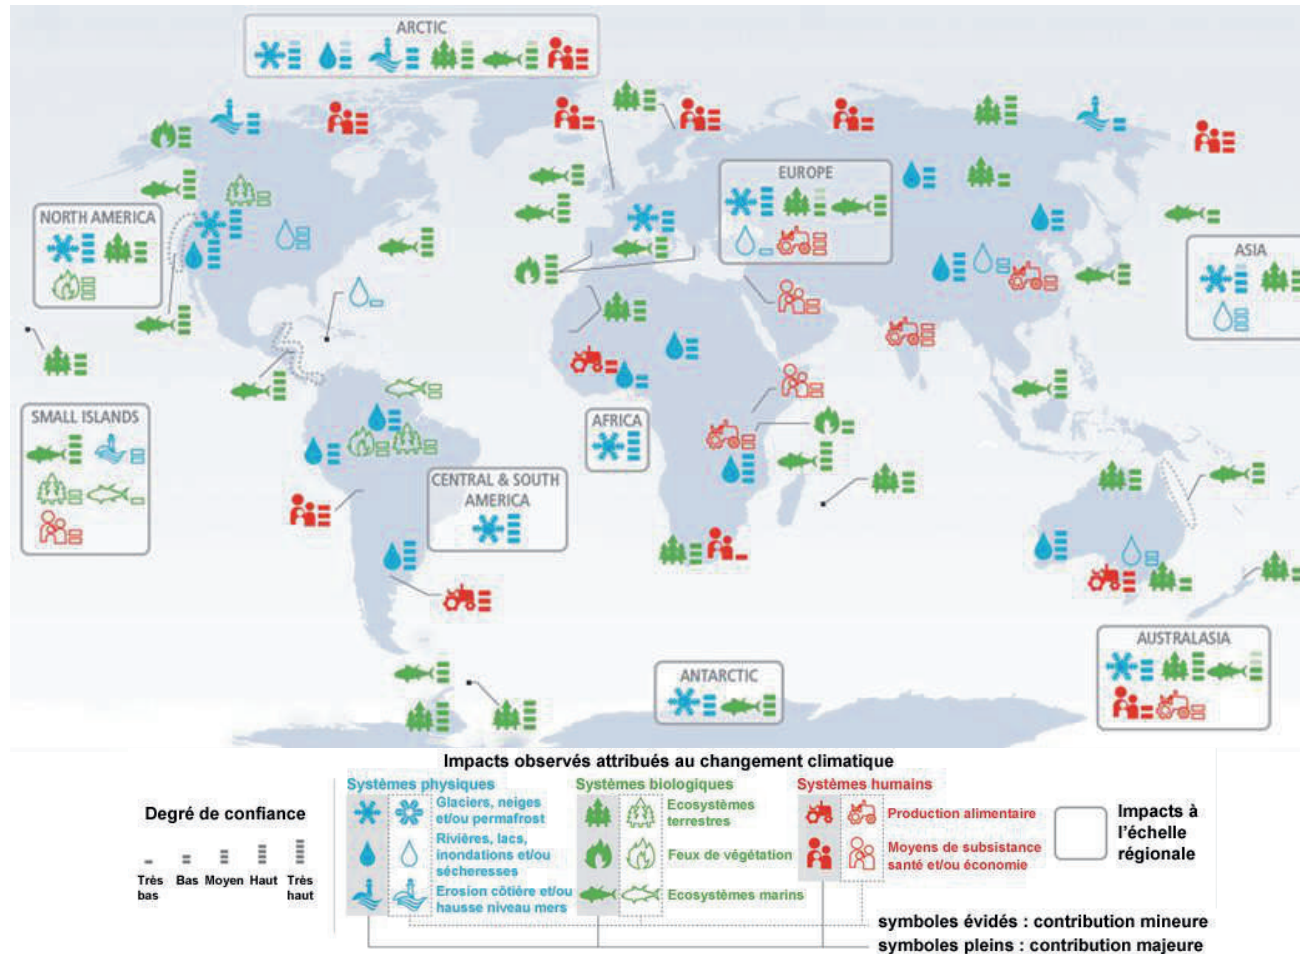 ARCTIC
EUROPE
NORTH AMERICA
ASIA
SMALL ISLANDS
AFRICA
CENTRAL & SOUTH
AMERICA
AUSTRALASIA
ANTARCTIC
Impacts observés attribués au changement climatique
Degré de confiance
Très
bas
Bas
Moyen
Haut
Très
haut
Systèmes physiques
Glaciers, neiges
et/ou permafrost
Rivières, lacs,
inondations et/ou
sécheresses
Erosion côtière et/ou
hausse niveau mers
Systèmes biologiques
Ecosystèmes
terrestres
Feux de végétation
Ecosystèmes marins
Systèmes humains
Production alimentaire
Moyens de subsistance
santé et/ou économie
Impacts à
l'échelle
régionale
symboles évidés : contribution mineure
symboles pleins : contribution majeure